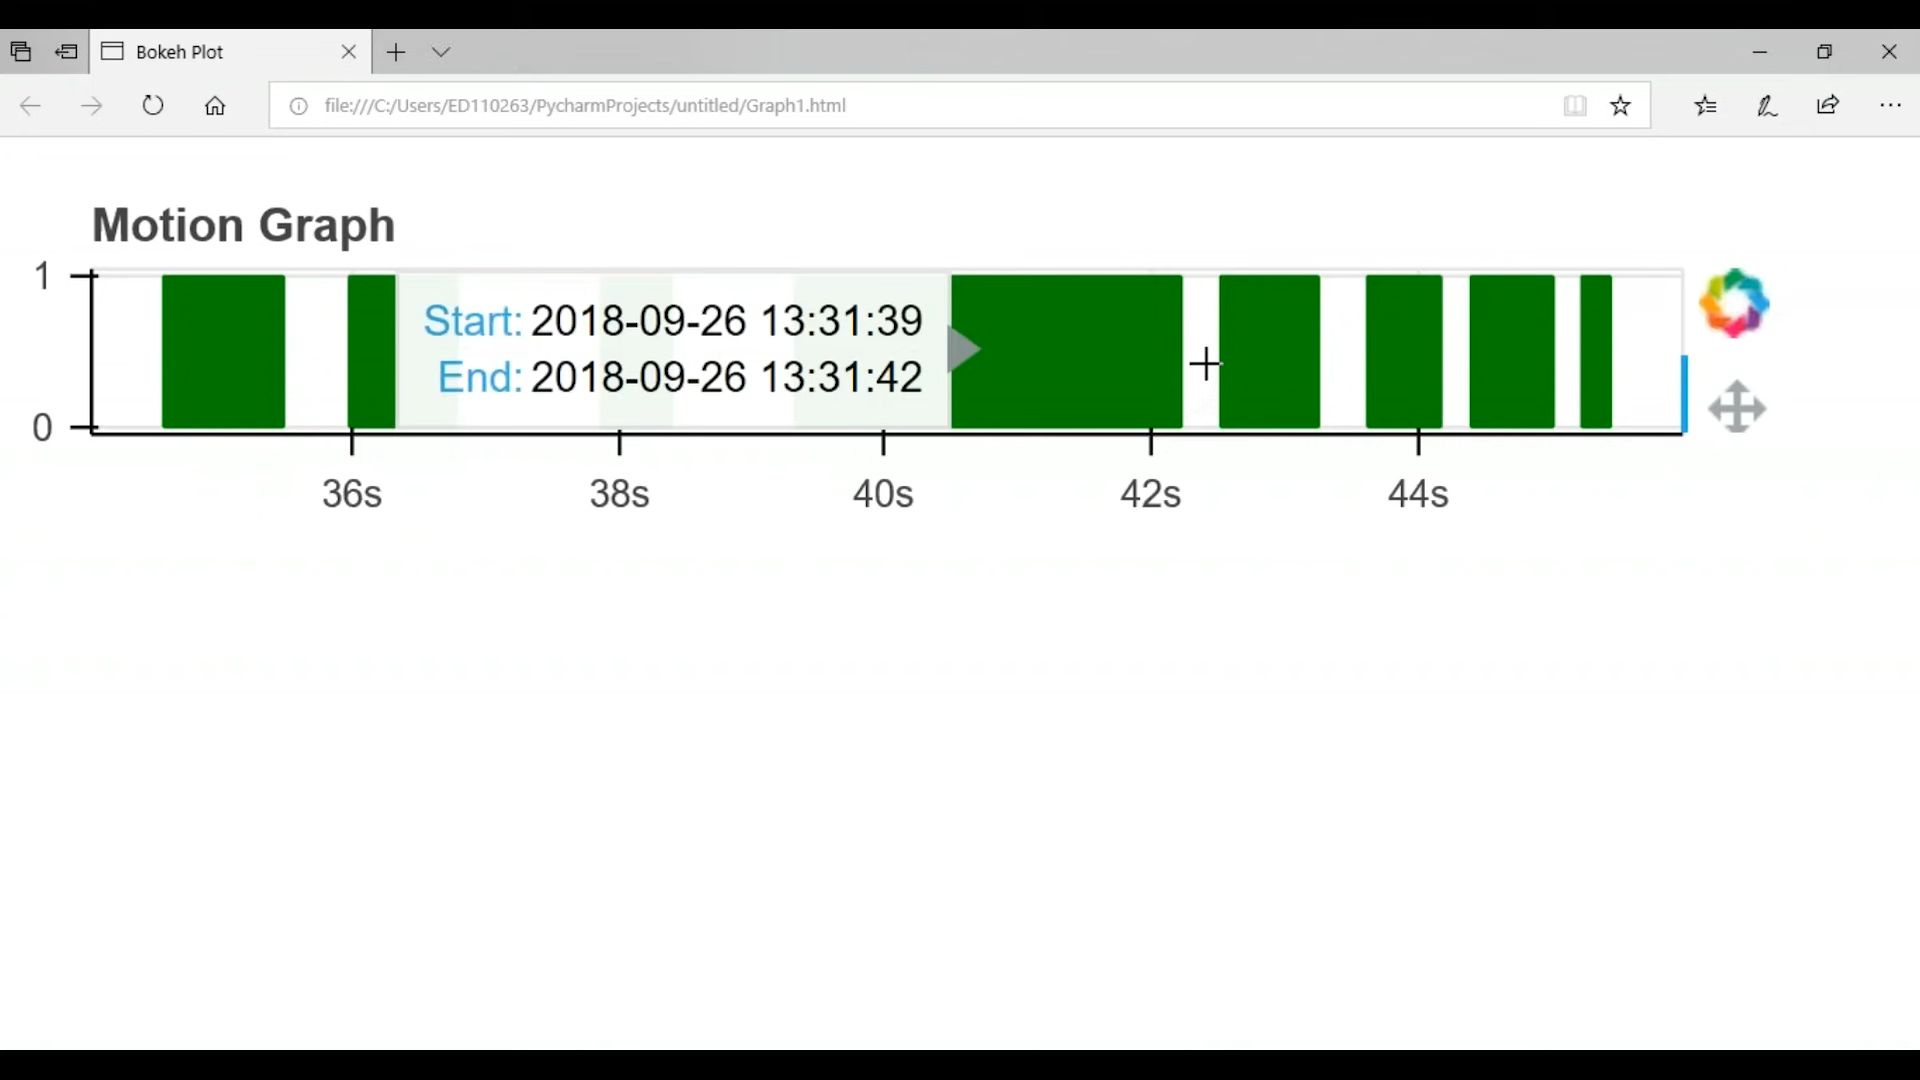 Bokeh Plot
file:///C:/Users/ED110263/PycharmProjects/untitled/Graph1.html
Motion Graph
1
Start: 2018-09-26 13:31:39
End: 2018-09-26 13:31:42
0
36s 38s 40s 42s 44s